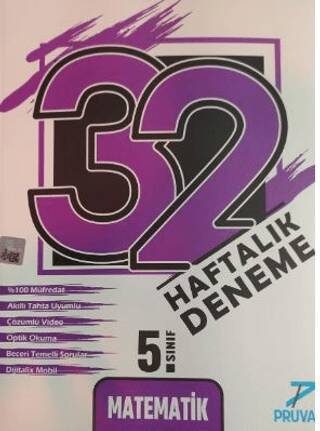 32
HAFTALIK
DENEME
%100 Müfredat
Akıllı Tahta Uyumlu
Çözümlü Video
Optik Okuma
Beceri Temelli Sorular
Dijitalix Mobil
5.
SINIF
MATEMATİK
PRUVA